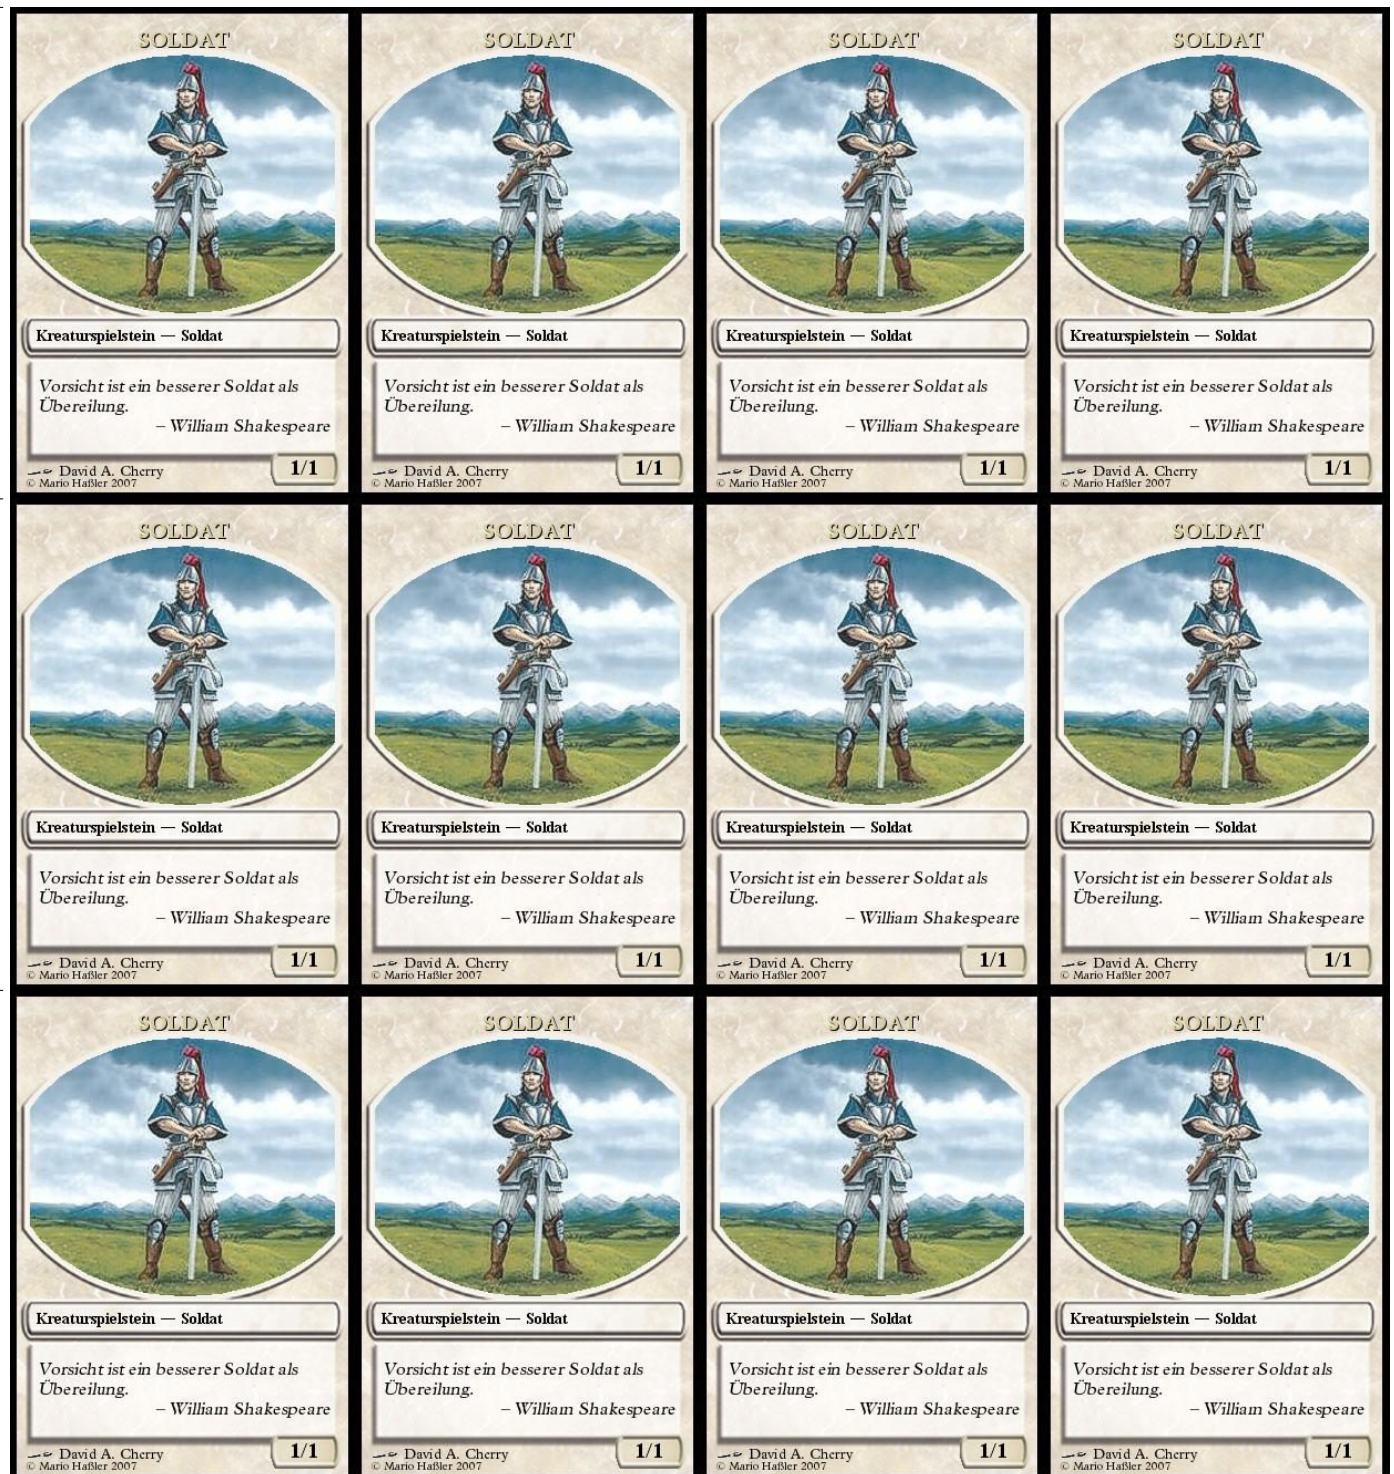 SOLDAT SOLDAT SOLDAT SOLDAT
Kreaturspielstein — Soldat Kreaturspielstein — Soldat Kreaturspielstein — Soldat Kreaturspielstein — Soldat
Vorsicht ist ein besserer Soldat als Vorsicht ist ein besserer Soldat als Vorsicht ist ein besserer Soldat als Vorsicht ist ein besserer Soldat als
Übereilung. Übereilung. Übereilung. Übereilung.
– William Shakespeare – William Shakespeare – William Shakespeare – William Shakespeare
David A. Cherry 1/1 David A. Cherry 1/1 David A. Cherry 1/1 David A. Cherry 1/1
© Mario Haßler 2007 © Mario Haßler 2007 © Mario Haßler 2007 © Mario Haßler 2007
SOLDAT SOLDAT SOLDAT SOLDAT
Kreaturspielstein — Soldat Kreaturspielstein — Soldat Kreaturspielstein — Soldat Kreaturspielstein — Soldat
Vorsicht ist ein besserer Soldat als Vorsicht ist ein besserer Soldat als Vorsicht ist ein besserer Soldat als Vorsicht ist ein besserer Soldat als
Übereilung. Übereilung. Übereilung. Übereilung.
– William Shakespeare – William Shakespeare – William Shakespeare – William Shakespeare
David A. Cherry 1/1 David A. Cherry 1/1 David A. Cherry 1/1 David A. Cherry 1/1
© Mario Haßler 2007 © Mario Haßler 2007 © Mario Haßler 2007 © Mario Haßler 2007
SOLDAT SOLDAT SOLDAT SOLDAT
Kreaturspielstein — Soldat Kreaturspielstein — Soldat Kreaturspielstein — Soldat Kreaturspielstein — Soldat
Vorsicht ist ein besserer Soldat als Vorsicht ist ein besserer Soldat als Vorsicht ist ein besserer Soldat als Vorsicht ist ein besserer Soldat als
Übereilung. Übereilung. Übereilung. Übereilung.
– William Shakespeare – William Shakespeare – William Shakespeare – William Shakespeare
David A. Cherry 1/1 David A. Cherry 1/1 David A. Cherry 1/1 David A. Cherry 1/1
© Mario Haßler 2007 © Mario Haßler 2007 © Mario Haßler 2007 © Mario Haßler 2007